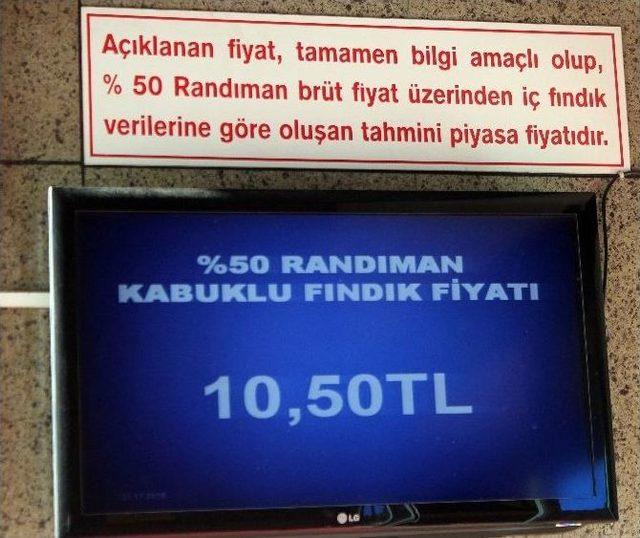 Açıklanan fiyat, tamamen bilgi amaçlı olup,
% 50 Randıman brüt fiyat üzerinden iç fındık
verilerine göre oluşan tahmini piyasa fiyatıdır.
%50 RANDIMAN
KABUKLU FINDIK FİYATI
10,50TL
LG